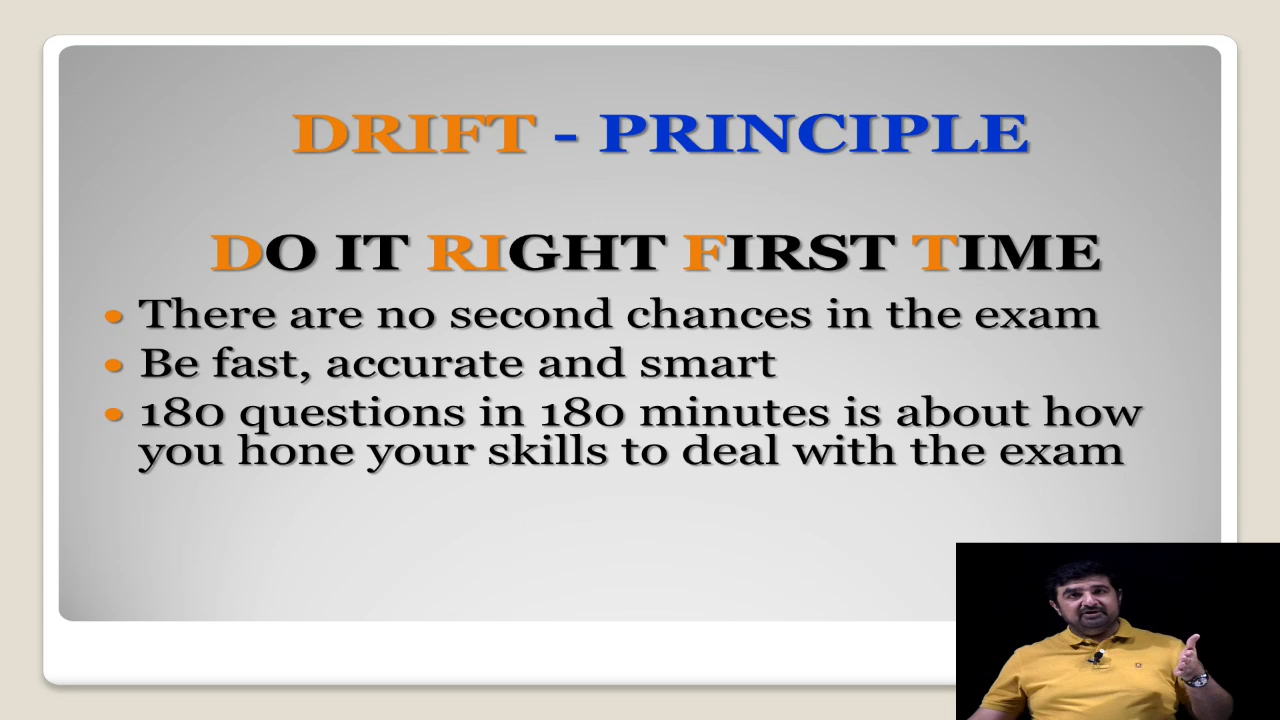 DRIFT - PRINCIPLE
DO IT RIGHT FIRST TIME
• There are no second chances in the exam
• Be fast, accurate and smart
• 180 questions in 180 minutes is about how
you hone your skills to deal with the exam